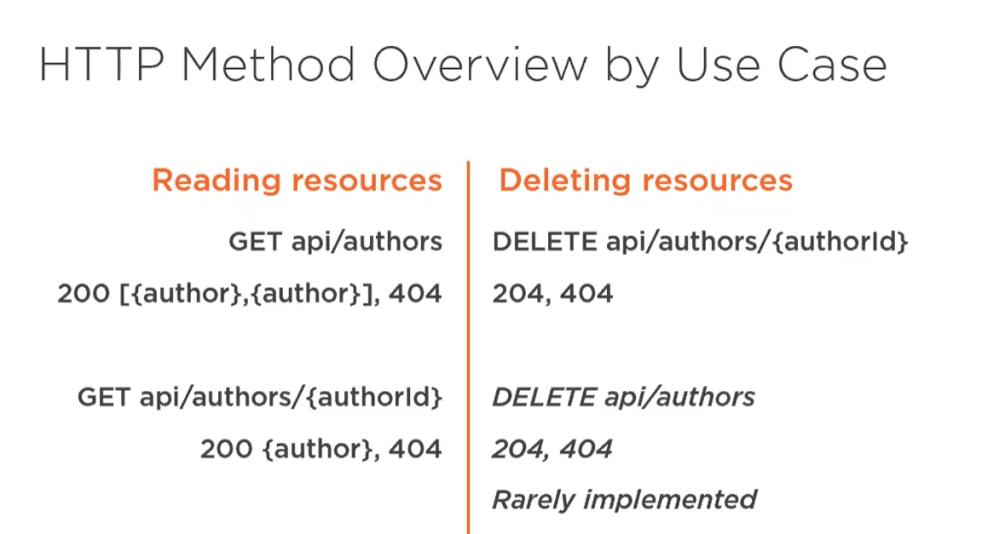 HTTP Method Overview by Use Case
Reading resources
GET api/authors
200 [{author},{author}], 404
GET api/authors/{authorId}
200 {author}, 404
Deleting resources
DELETE api/authors/{authorId}
204, 404
DELETE api/authors
204, 404
Rarely implemented